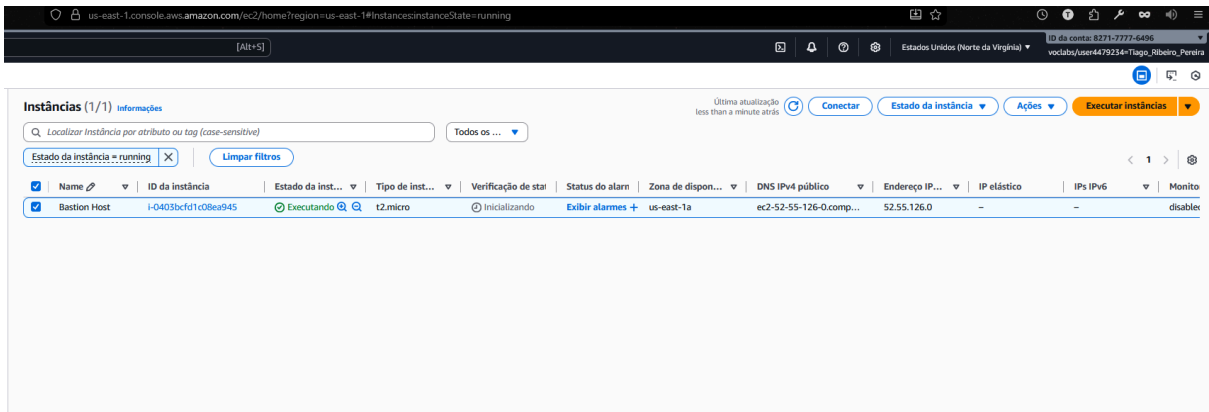 us-east-1.console.aws.amazon.com/ec2/home?region=us-east-1#Instances:instanceState=running
[Alt+S]
Estados Unidos (Norte da Virgínia)
ID da conta: 8271-7777-6496
voclabs/user4479234=Tiago_Ribeiro_Pereira
Instâncias (1/1) Informações
Última atualização
less than a minute atrás
Conectar
Estado da instância
Ações
Executar instâncias
Localizar Instância por atributo ou tag (case-sensitive)
Todos os ...
Estado da instância = running
Limpar filtros
1
Name ID da instância Estado da inst... Tipo de inst... Verificação de stat Status do alarn Zona de dispon... DNS IPv4 público Endereço IP... IP elástico IPs IPv6 Monito
Bastion Host i-0403bcfd1c08ea945 Executando t2.micro Inicializando Exibir alarmes + us-east-1a ec2-52-55-126-0.comp... 52.55.126.0 – – disabled